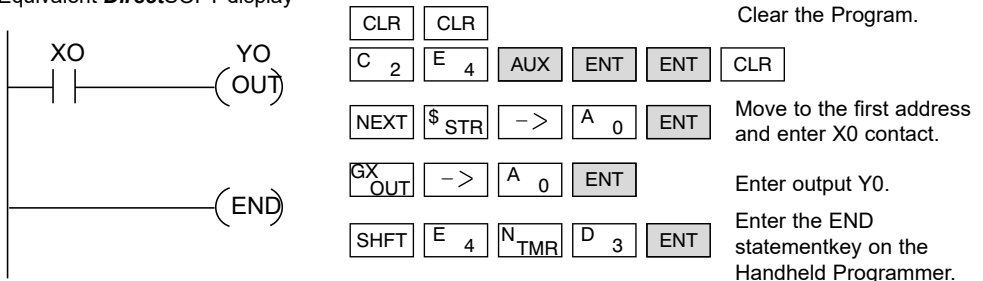 Equivalent DirectSOFT display
XO YO
OUT
END
CLR CLR Clear the Program.
C 2 E 4 AUX ENT ENT CLR
NEXT $ STR -> A 0 ENT Move to the first address
and enter X0 contact.
GX OUT -> A 0 ENT Enter output Y0.
SHFT E 4 N TMR D 3 ENT Enter the END
statementkey on the
Handheld Programmer.